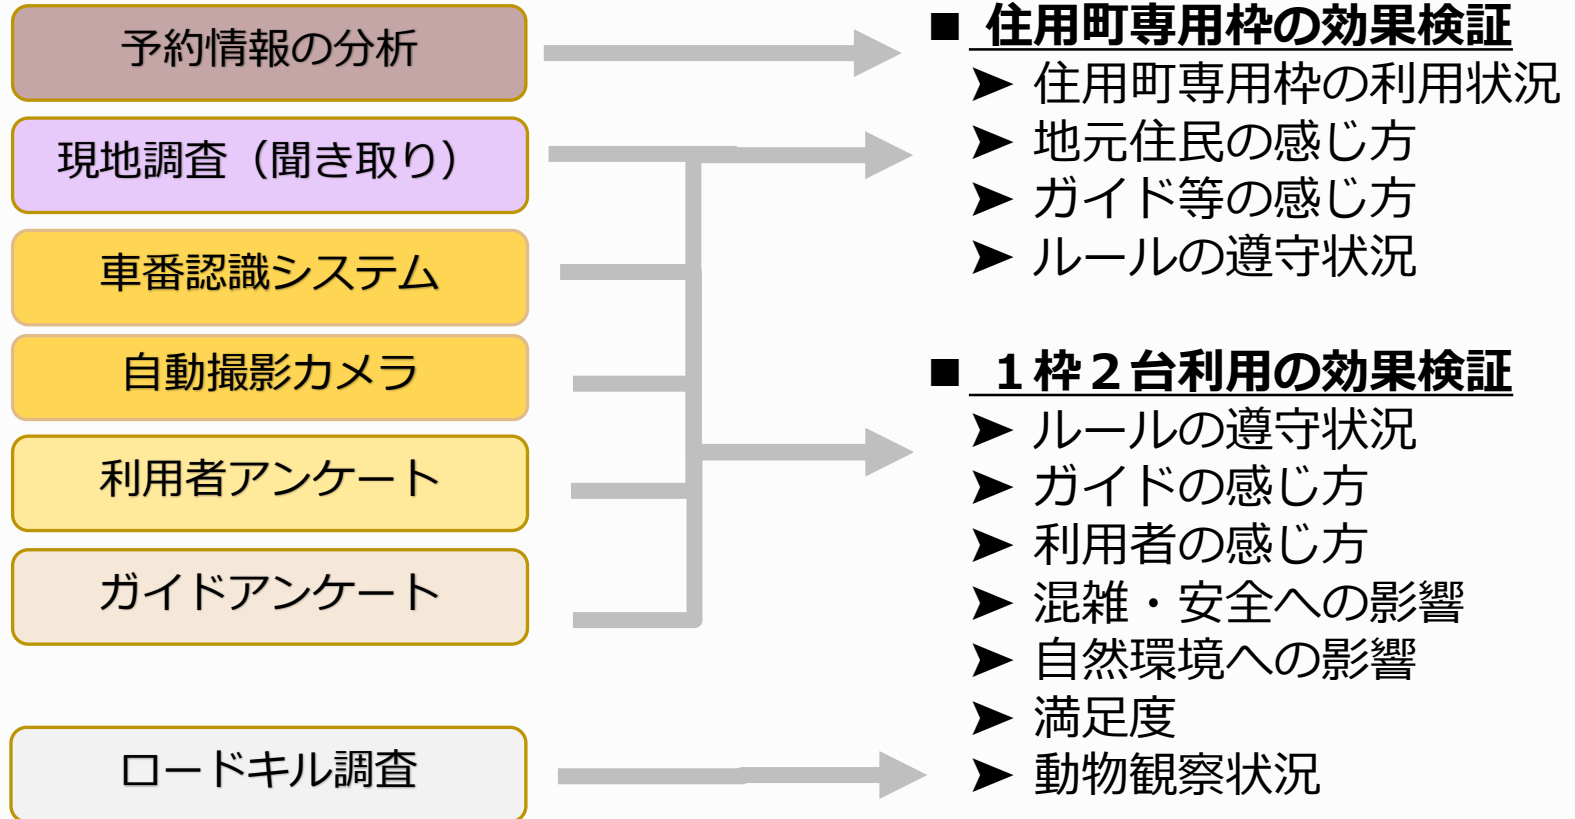 予約情報の分析
現地調査（聞き取り）
車番認識システム
自動撮影カメラ
利用者アンケート
ガイドアンケート
ロードキル調査
■ 住用町専用枠の効果検証
➤ 住用町専用枠の利用状況
➤ 地元住民の感じ方
➤ ガイド等の感じ方
➤ ルールの遵守状況
■ １枠２台利用の効果検証
➤ ルールの遵守状況
➤ ガイドの感じ方
➤ 利用者の感じ方
➤ 混雑・安全への影響
➤ 自然環境への影響
➤ 満足度
➤ 動物観察状況